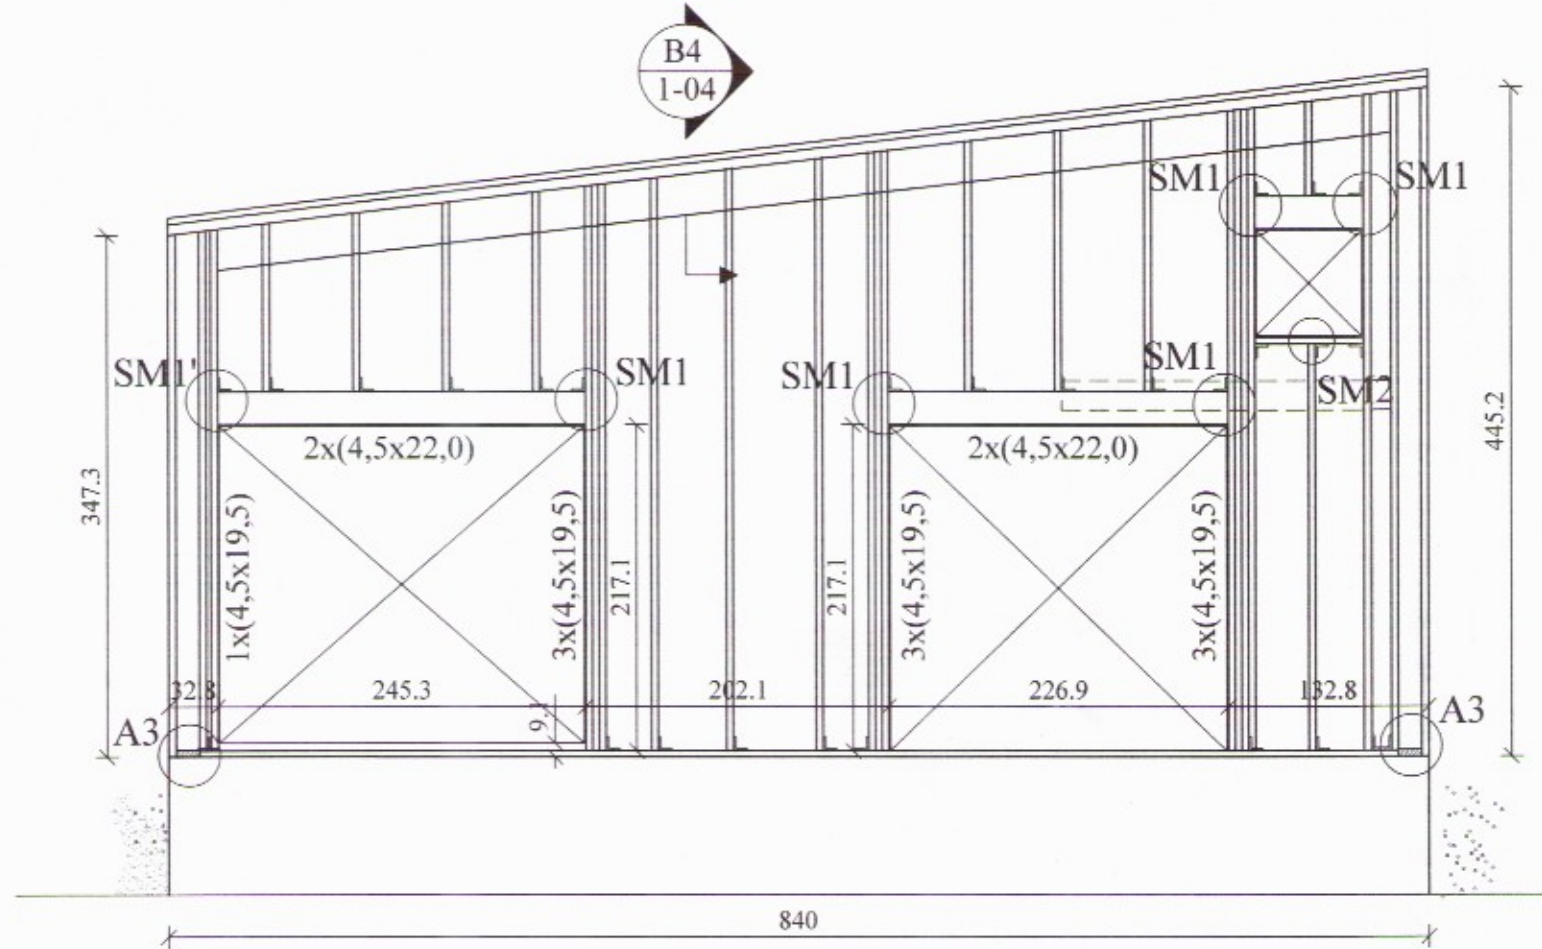 B4
1-04
SM1
SM1
SM1'
SM1
SM1
SM1
SM2
2x(4,5x22,0)
2x(4,5x22,0)
347.3
445.2
1x(4,5x19,5)
3x(4,5x19,5)
217.1
217.1
3x(4,5x19,5)
3x(4,5x19,5)
32.8
245.3
202.1
226.9
132.8
A3
A3
840